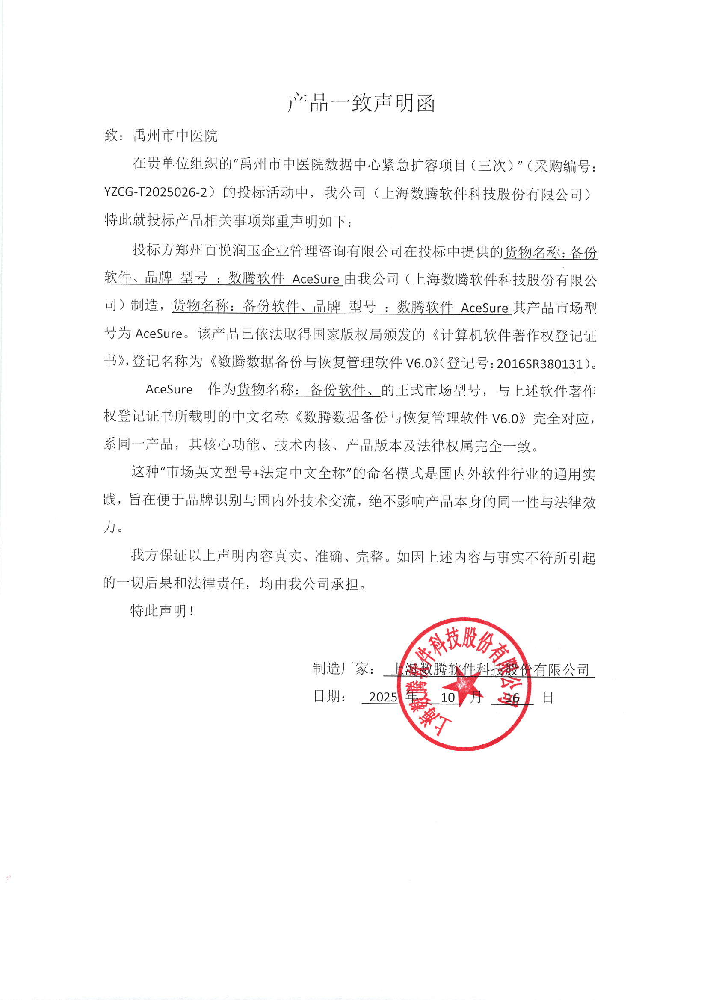 产品一致声明函
致：禹州市中医院
在贵单位组织的“禹州市中医院数据中心紧急扩容项目（三次）”（采购编号：
YZCG-T2025026-2）的投标活动中，我公司（上海数腾软件科技股份有限公司）
特此就投标产品相关事项郑重声明如下：
投标方郑州百悦润玉企业管理咨询有限公司在投标中提供的货物名称：备份
软件、品牌 型号 ：数腾软件 AceSure 由我公司（上海数腾软件科技股份有限公
司）制造，货物名称：备份软件、品牌 型号 ：数腾软件 AceSure 其产品市场型
号为 AceSure。该产品已依法取得国家版权局颁发的《计算机软件著作权登记证
书》，登记名称为《数腾数据备份与恢复管理软件 V6.0》（登记号：2016SR380131）。
AceSure 作为货物名称：备份软件、的正式市场型号，与上述软件著作
权登记证书所载明的中文名称《数腾数据备份与恢复管理软件 V6.0》完全对应，
系同一产品，其核心功能、技术内核、产品版本及法律权属完全一致。
这种“市场英文型号+法定中文全称”的命名模式是国内外软件行业的通用实
践，旨在便于品牌识别与国内外技术交流，绝不影响产品本身的同一性与法律效
力。
我方保证以上声明内容真实、准确、完整。如因上述内容与事实不符所引起
的一切后果和法律责任，均由我公司承担。
特此声明！
制造厂家： 上海数腾软件科技股份有限公司
日期： 2025 年 10 月 16 日
上海数腾软件科技股份有限公司